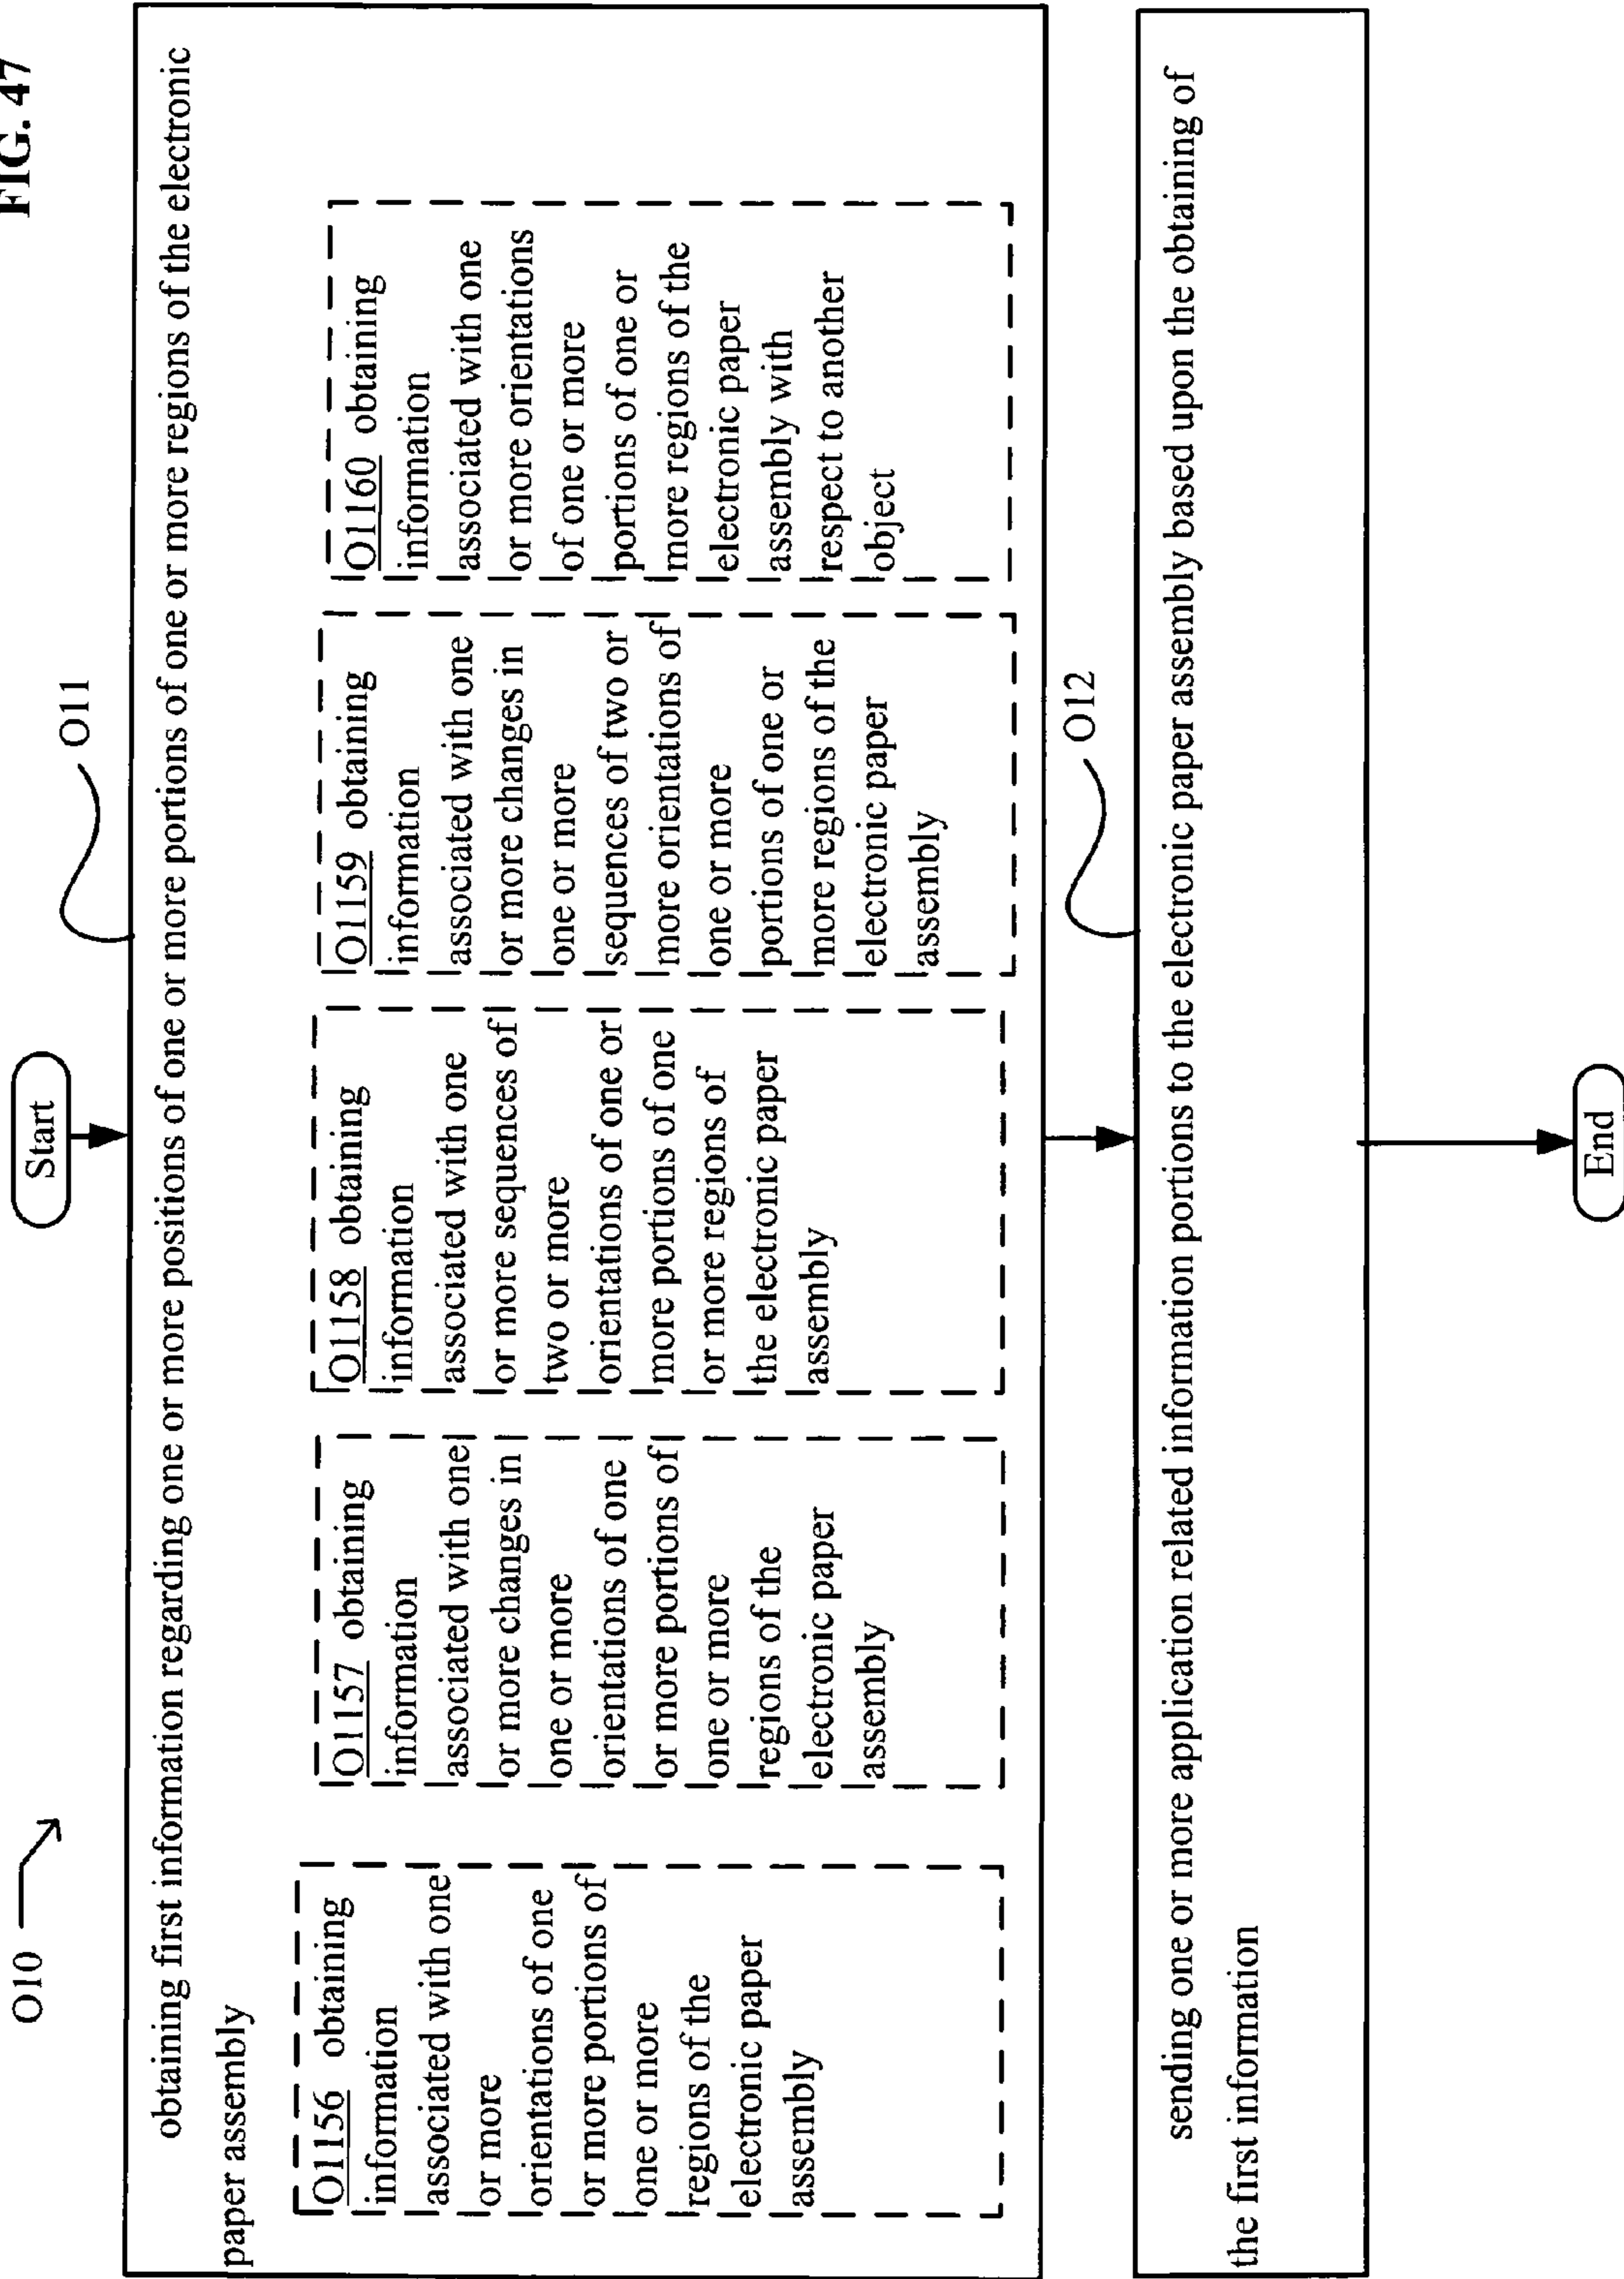 FIG. 47
O10
Start
O11
obtaining first information regarding one or more positions of one or more portions of one or more regions of the electronic
paper assembly
O1156 obtaining
information
associated with one
or more
orientations of one
or more portions of
one or more
regions of the
electronic paper
assembly
O1157 obtaining
information
associated with one
or more changes in
one or more
orientations of one
or more portions of
one or more
regions of the
electronic paper
assembly
O1158 obtaining
information
associated with one
or more sequences of
two or more
orientations of one or
more portions of one
or more regions of
the electronic paper
assembly
O1159 obtaining
information
associated with one
or more changes in
one or more
sequences of two or
more orientations of
one or more
portions of one or
more regions of the
electronic paper
assembly
O1160 obtaining
information
associated with one
or more orientations
of one or more
portions of one or
more regions of the
electronic paper
assembly with
respect to another
object
O12
sending one or more application related information portions to the electronic paper assembly based upon the obtaining of
the first information
End